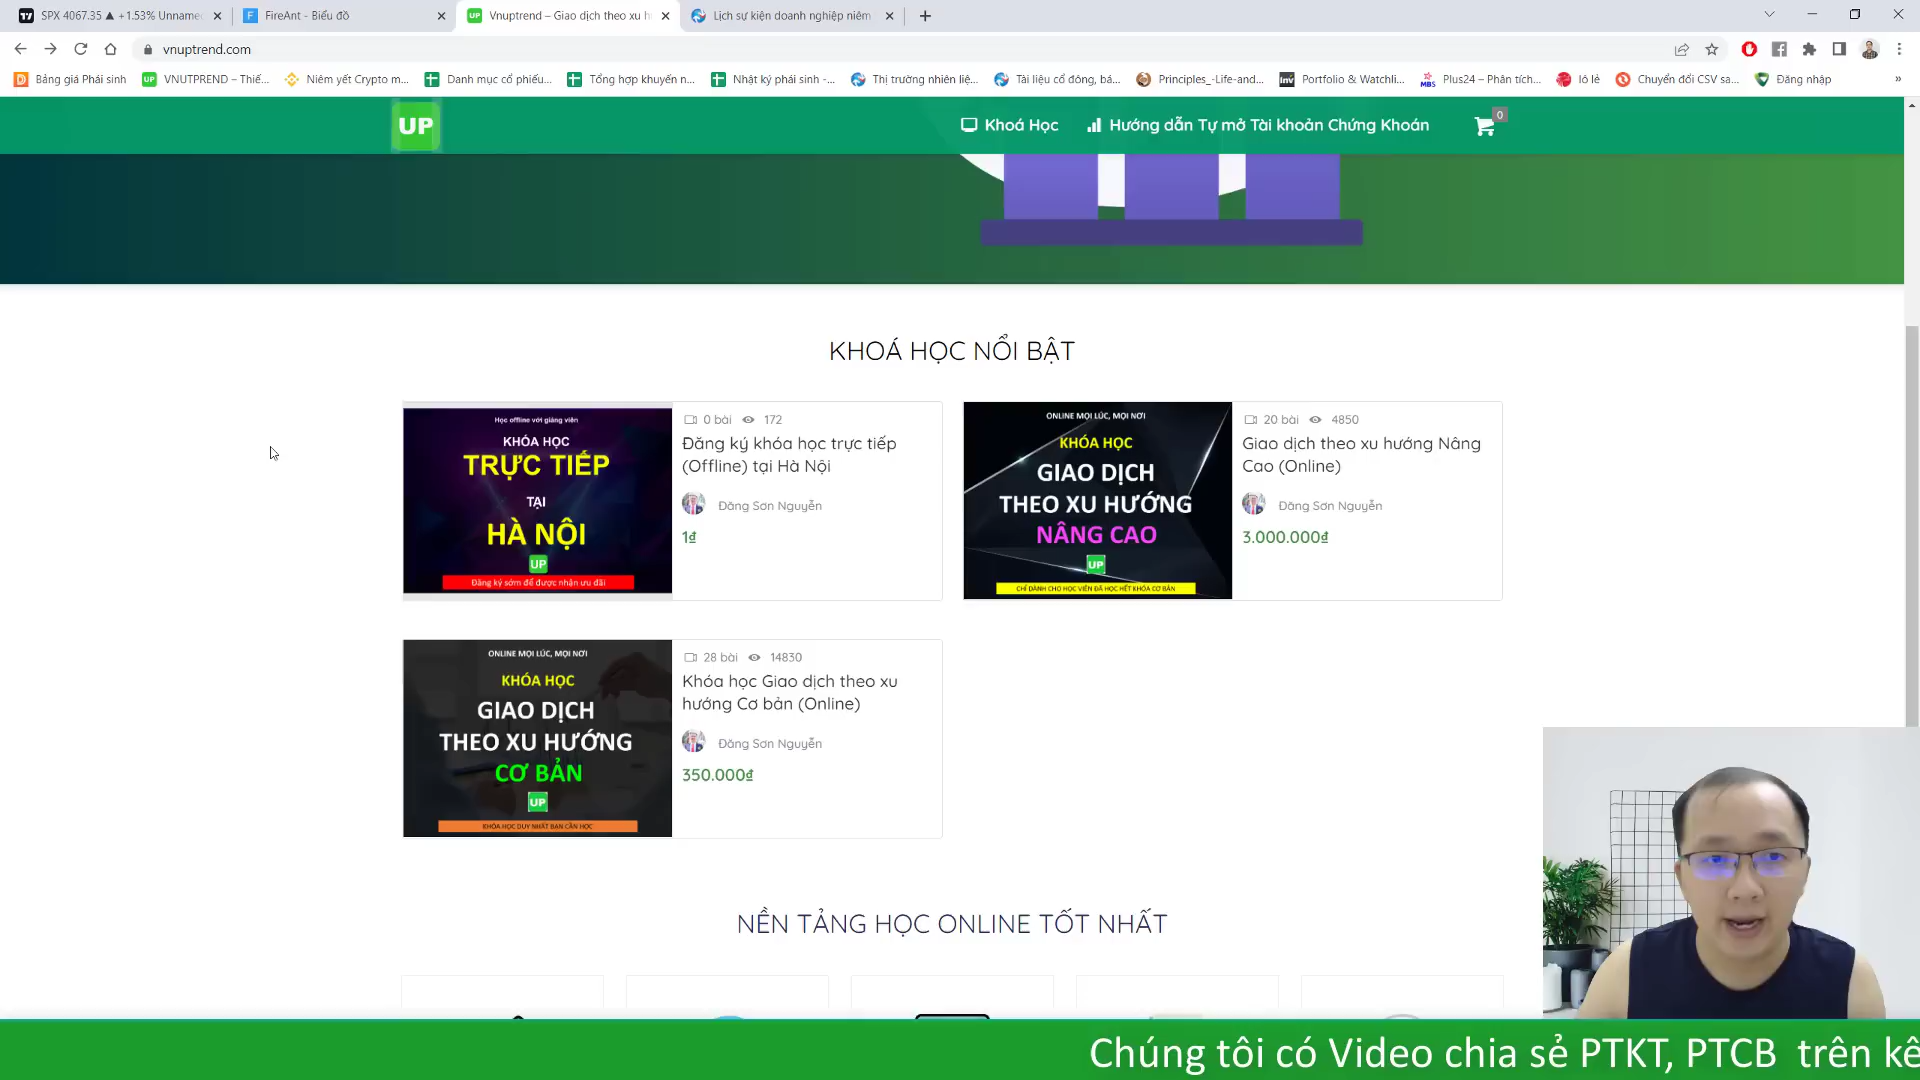 SPX 4067.35 ▲ +1.53% Unname
FireAnt - Biểu đồ
Vnuptrend – Giao dịch theo xu h
Lịch sự kiện doanh nghiệp niêm
vnuptrend.com
Bảng giá Phái sinh
VNUTPREND – Thiế...
Niêm yết Crypto m...
Danh mục cổ phiếu...
Tổng hợp khuyến n...
Nhật ký phái sinh -...
Thị trường nhiên liệ...
Tài liệu cổ đông, bá...
Principles_-Life-and...
Portfolio & Watchli...
Plus24 – Phân tích...
lô lê
Chuyển đổi CSV sa...
Đăng nhập
UP
Khoá Học
Hướng dẫn Tự mở Tài khoản Chứng Khoán
0
KHOÁ HỌC NỔI BẬT
Học offline với giảng viên
KHÓA HỌC
TRỰC TIẾP
TẠI
HÀ NỘI
UP
Đăng ký sớm để được nhận ưu đãi
0 bài 172
Đăng ký khóa học trực tiếp
(Offline) tại Hà Nội
Đăng Sơn Nguyễn
1₫
ONLINE MỌI LÚC, MỌI NƠI
KHÓA HỌC
GIAO DỊCH
THEO XU HƯỚNG
NÂNG CAO
UP
CHỈ DÀNH CHO HỌC VIÊN ĐÃ HỌC HẾT KHÓA CƠ BẢN
20 bài 4850
Giao dịch theo xu hướng Nâng
Cao (Online)
Đăng Sơn Nguyễn
3.000.000₫
ONLINE MỌI LÚC, MỌI NƠI
KHÓA HỌC
GIAO DỊCH
THEO XU HƯỚNG
CƠ BẢN
UP
KHÓA HỌC DUY NHẤT BẠN CẦN HỌC
28 bài 14830
Khóa học Giao dịch theo xu
hướng Cơ bản (Online)
Đăng Sơn Nguyễn
350.000₫
NỀN TẢNG HỌC ONLINE TỐT NHẤT
Chúng tôi có Video chia sẻ PTKT, PTCB trên kê